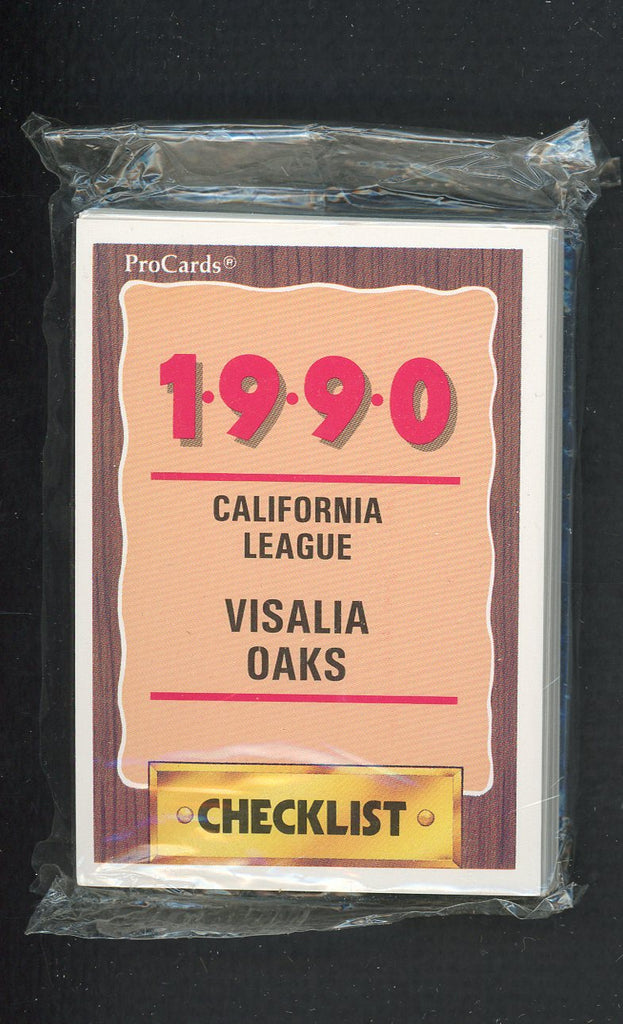 ProCards®
1·9·9·0
CALIFORNIA
LEAGUE
VISALIA
OAKS
CHECKLIST